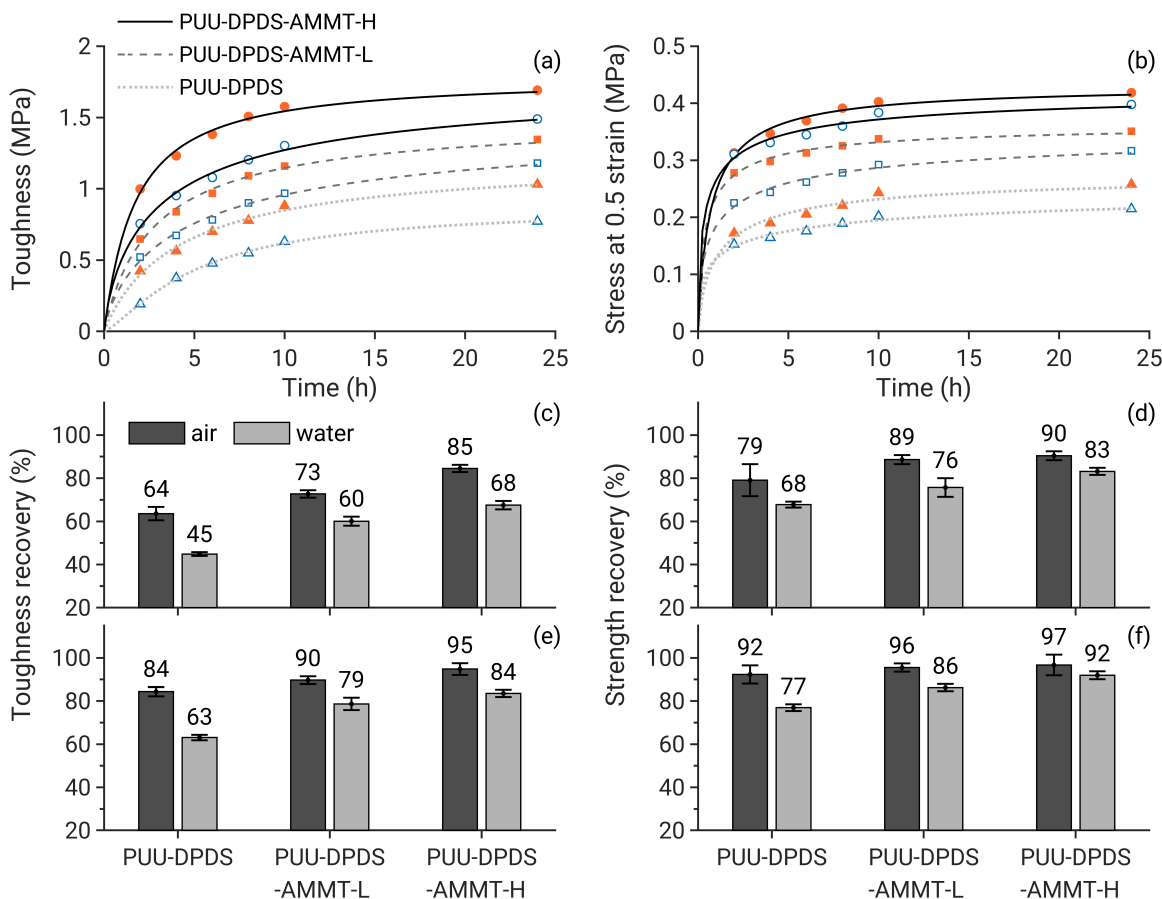 PUU-DPDS-AMMT-H
PUU-DPDS-AMMT-L
PUU-DPDS
(a)
2
1.5
1
0.5
0
Toughness (MPa)
0 5 10 15 20 25
Time (h)
(b)
0.5
0.4
0.3
0.2
0.1
0
Stress at 0.5 strain (MPa)
0 5 10 15 20 25
Time (h)
(c)
air water
100
80
60
40
20
64 45 73 60 85 68
Toughness recovery (%)
(d)
100
80
60
40
20
79 68 89 76 90 83
Strength recovery (%)
(e)
100
80
60
40
20
84 63 90 79 95 84
PUU-DPDS PUU-DPDS PUU-DPDS
-AMMT-L -AMMT-H
(f)
100
80
60
40
20
92 77 96 86 97 92
PUU-DPDS PUU-DPDS PUU-DPDS
-AMMT-L -AMMT-H